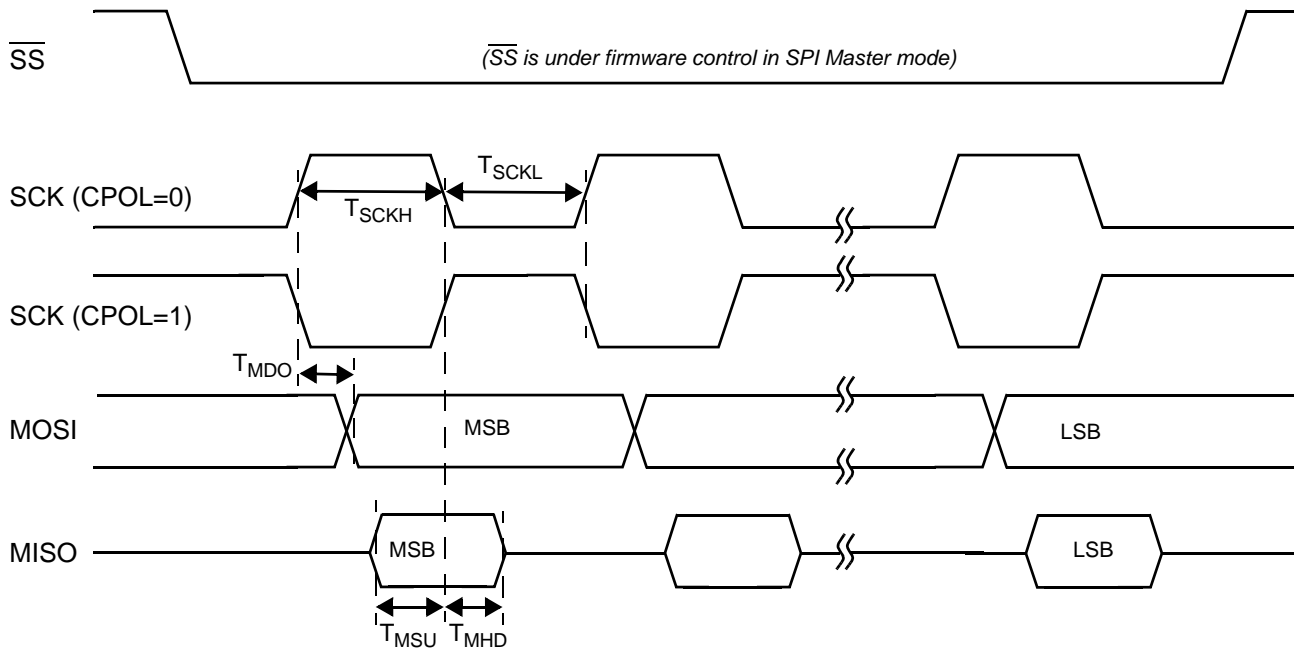 SS
(SS is under firmware control in SPI Master mode)
SCK (CPOL=0)
TSCKH
TSCKL
SCK (CPOL=1)
TMDO
MOSI
MSB
LSB
MISO
MSB
LSB
TMSU
TMHD